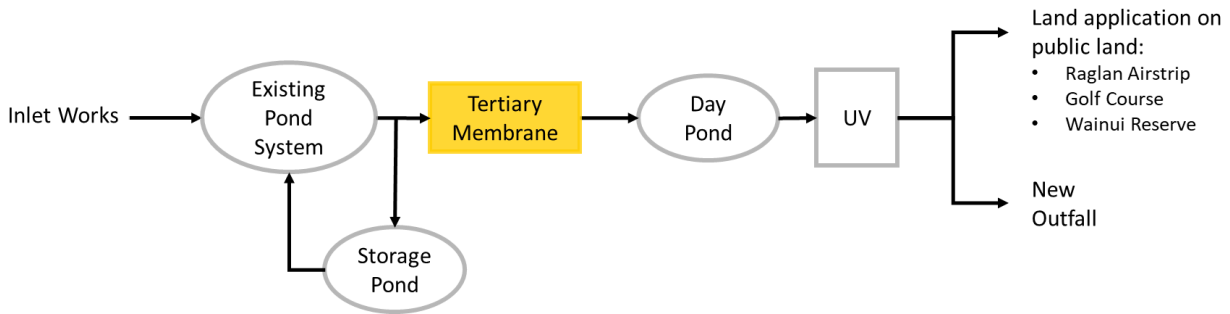 Inlet Works
Existing
Pond
System
Tertiary
Membrane
Day
Pond
UV
Land application on
public land:
• Raglan Airstrip
• Golf Course
• Wainui Reserve
New
Outfall
Storage
Pond